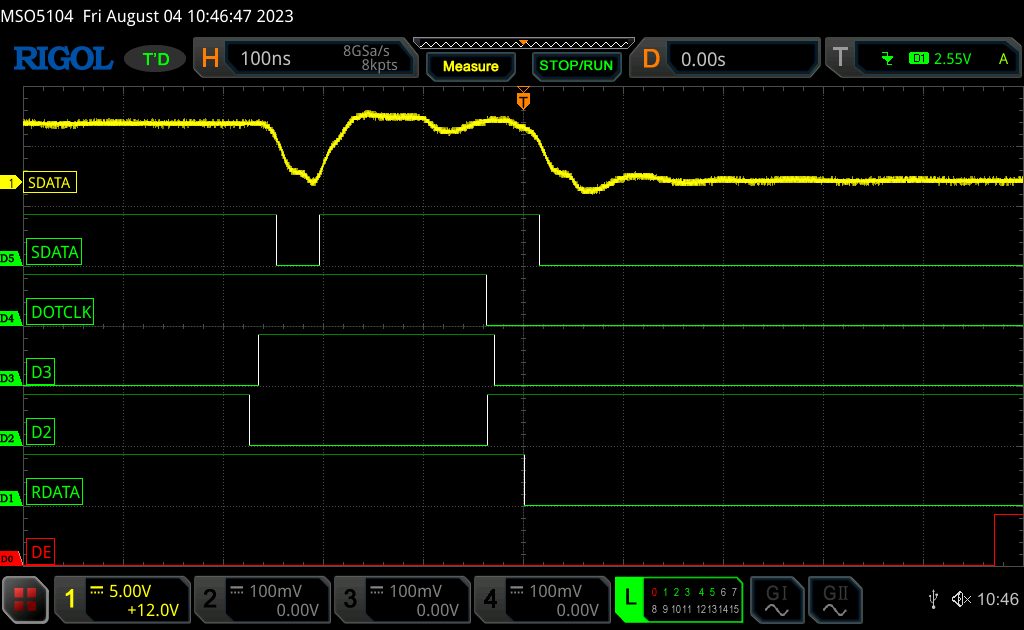 MSO5104 Fri August 04 10:46:47 2023
RIGOL T'D H 100ns 8GSa/s 8kpts Measure STOP/RUN D 0.00s T D1 2.55V A
T
1 SDATA
D5 SDATA
D4 DOTCLK
D3 D3
D2 D2
D1 RDATA
D0 DE
1 5.00V +12.0V 2 100mV 0.00V 3 100mV 0.00V 4 100mV 0.00V L 0 1 2 3 4 5 6 7 8 9 10 11 12 13 14 15 GI GII 10:46